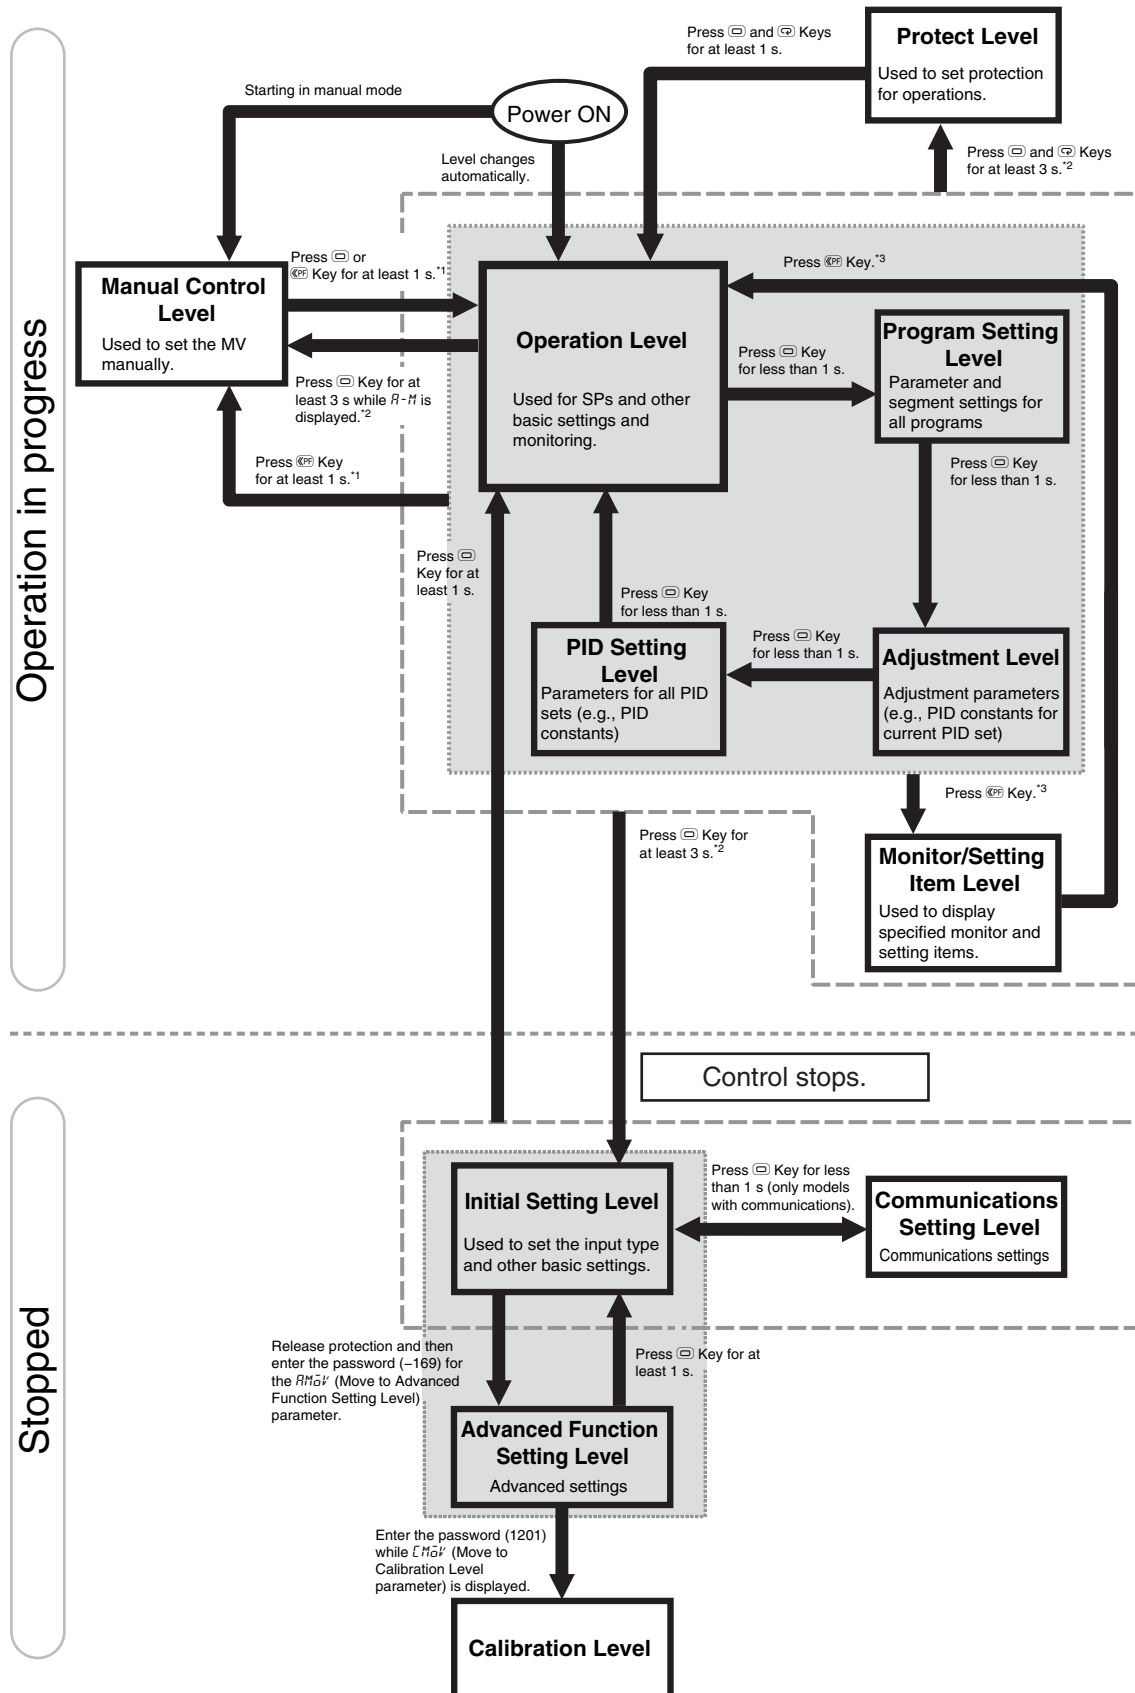 Operation in progress
Press and Keys
for at least 1 s.
Protect Level
Used to set protection
for operations.
Starting in manual mode
Power ON
Level changes
automatically.
Press and Keys
for at least 3 s.*2
Press or
PF Key for at least 1 s.*1
Manual Control
Level
Used to set the MV
manually.
Press Key for at
least 3 s while A-M is
displayed.*2
Press PF Key
for at least 1 s.*1
Operation Level
Used for SPs and other
basic settings and
monitoring.
Press PF Key.*3
Press Key
for less than 1 s.
Program Setting
Level
Parameter and
segment settings for
all programs
Press Key
for less than 1 s.
Press
Key for at
least 1 s.
Press Key
for less than 1 s.
PID Setting
Level
Parameters for all PID
sets (e.g., PID
constants)
Press Key
for less than 1 s.
Adjustment Level
Adjustment parameters
(e.g., PID constants for
current PID set)
Press PF Key.*3
Press Key for
at least 3 s.*2
Monitor/Setting
Item Level
Used to display
specified monitor and
setting items.
Control stops.
Stopped
Initial Setting Level
Used to set the input type
and other basic settings.
Press Key for less
than 1 s (only models
with communications).
Communications
Setting Level
Communications settings
Release protection and then
enter the password (–169) for
the AMoV (Move to Advanced
Function Setting Level)
parameter.
Press Key for at
least 1 s.
Advanced Function
Setting Level
Advanced settings
Enter the password (1201)
while CMoV (Move to
Calibration Level
parameter) is displayed.
Calibration Level